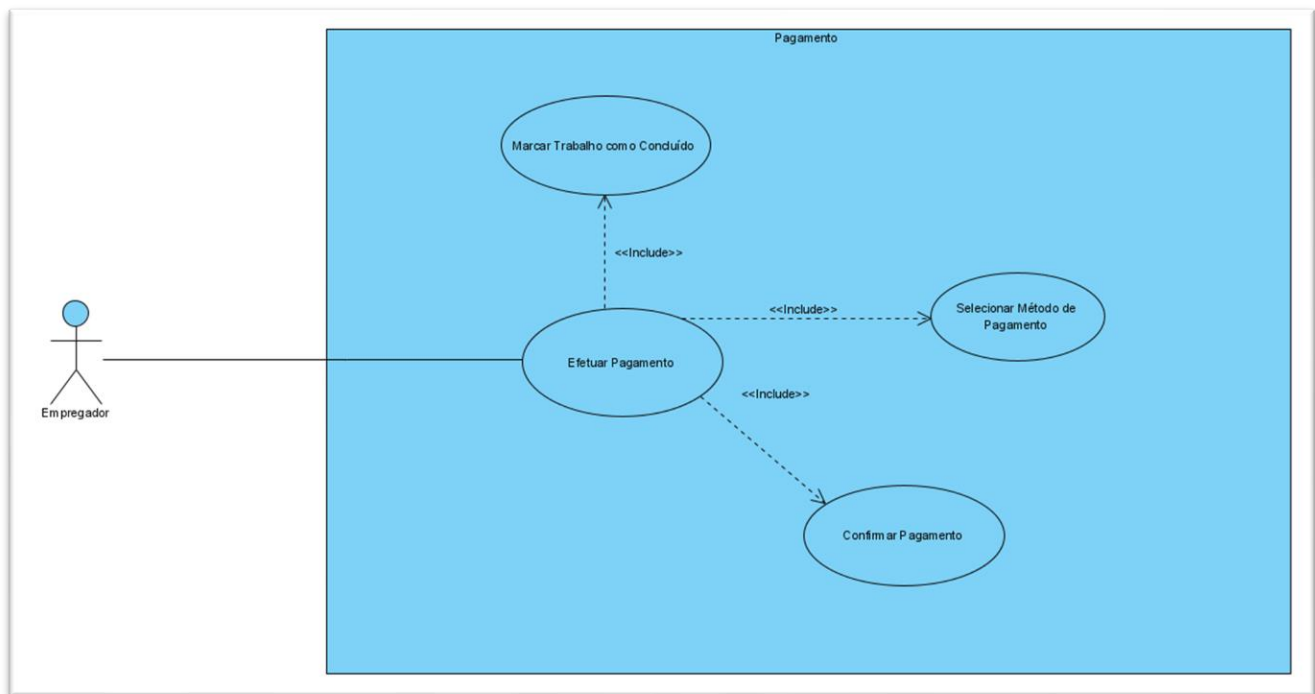 Pagamento
Marcar Trabalho como Concluído
<<Include>>
<<Include>>
Selecionar Método de
Pagamento
Efetuar Pagamento
<<Include>>
Empregador
Confirmar Pagamento